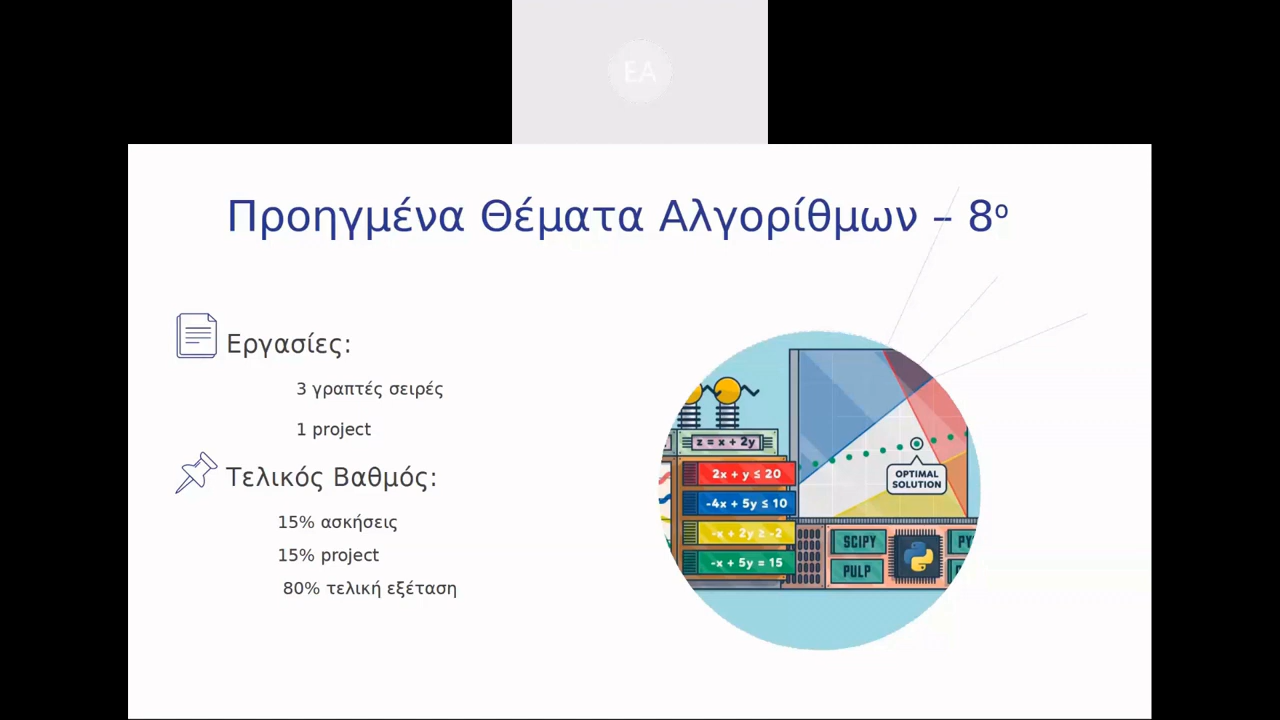 EA
Προηγμένα Θέματα Αλγορίθμων – 8ο
Εργασίες:
3 γραπτές σειρές
1 project
Τελικός Βαθμός:
15% ασκήσεις
15% project
80% τελική εξέταση
z = x + 2y
2x + y ≤ 20
-4x + 5y ≤ 10
-x + 2y ≥ -2
-x + 5y = 15
OPTIMAL
SOLUTION
SCIPY
PULP
PY